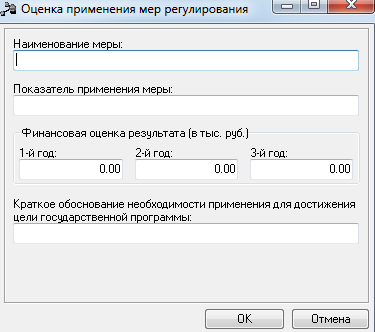 Оценка применения мер регулирования
Наименование меры:
Показатель применения меры:
Финансовая оценка результата (в тыс. руб.)
1-й год: 2-й год: 3-й год:
0.00 0.00 0.00
Краткое обоснование необходимости применения для достижения
цели государственной программы:
OK Отмена